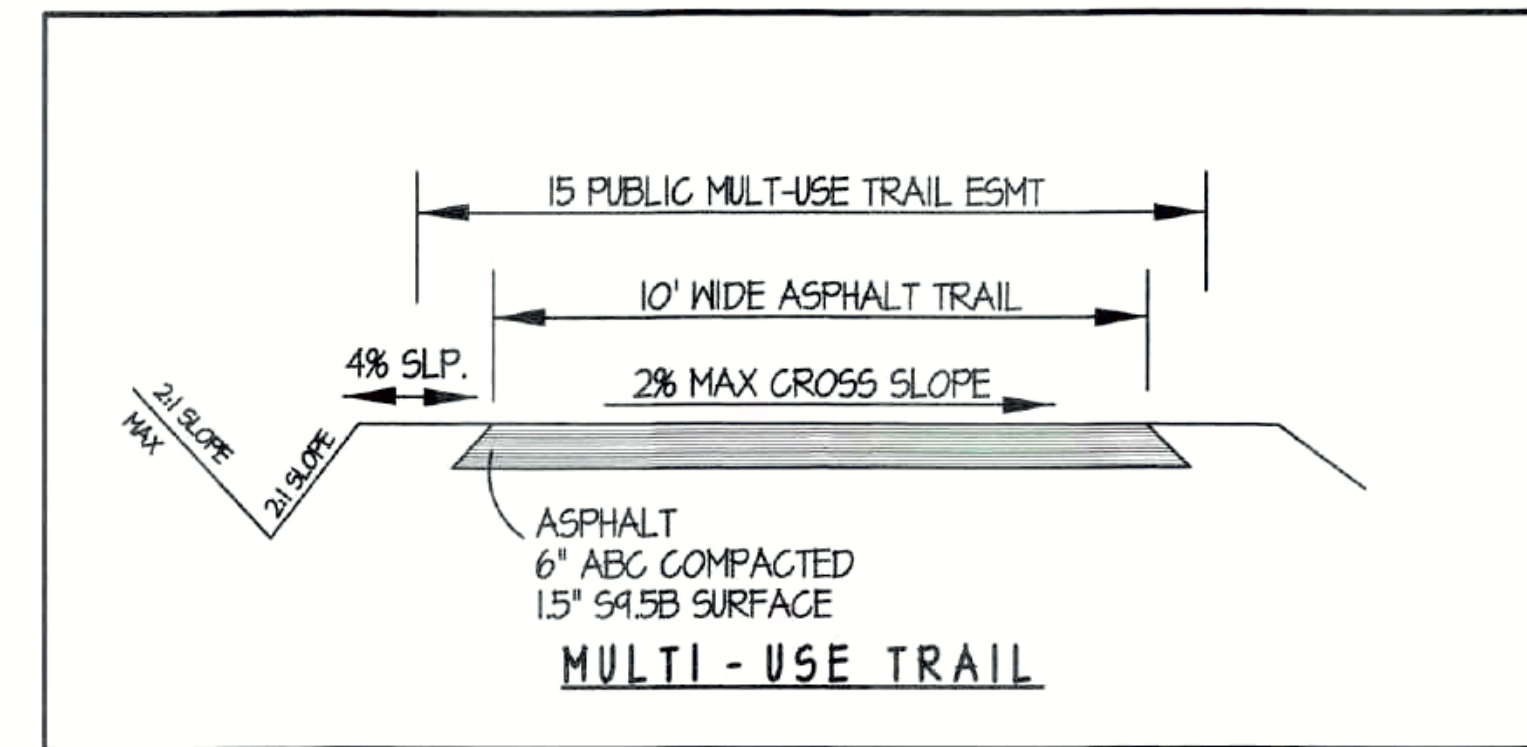 15 PUBLIC MULT-USE TRAIL ESMT
10' WIDE ASPHALT TRAIL
4% SLP.
2% MAX CROSS SLOPE
2:1 SLOPE
MAX
2:1 SLOPE
ASPHALT
6" ABC COMPACTED
1.5" S9.5B SURFACE
MULTI - USE TRAIL